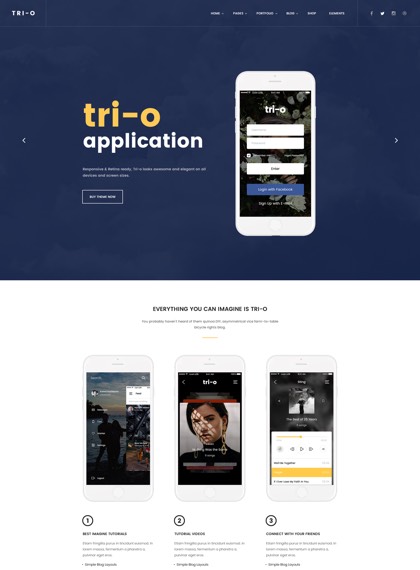 TRI-O
HOME PAGES PORTFOLIO BLOG SHOP ELEMENTS
tri-o
application
Responsive & Retina ready, Tri-o looks awesome and elegant on all
devices and screen sizes.
BUY THEME NOW
tri-o
Enter
Login with Facebook
Sign Up with E-Mail
EVERYTHING YOU CAN IMAGINE IS TRI-O
You probably haven't heard of them quinoa DIY, asymmetrical vice
bicycle rights blog.
tri-o
Blog
5 songs
1
BEST IMAGINE TUTORIALS
Etiam fringilla purus in tincidunt euismod. In
lorem massa, fermentum a pharetra a,
pulvinar eget eros.
Simple Blog Layouts
2
TUTORIAL VIDEOS
Etiam fringilla purus in tincidunt euismod. In
lorem massa, fermentum a pharetra a,
pulvinar eget eros.
Simple Blog Layouts
3
CONNECT WITH YOUR FRIENDS
Etiam fringilla purus in tincidunt euismod. In
lorem massa, fermentum a pharetra a,
pulvinar eget eros.
Simple Blog Layouts